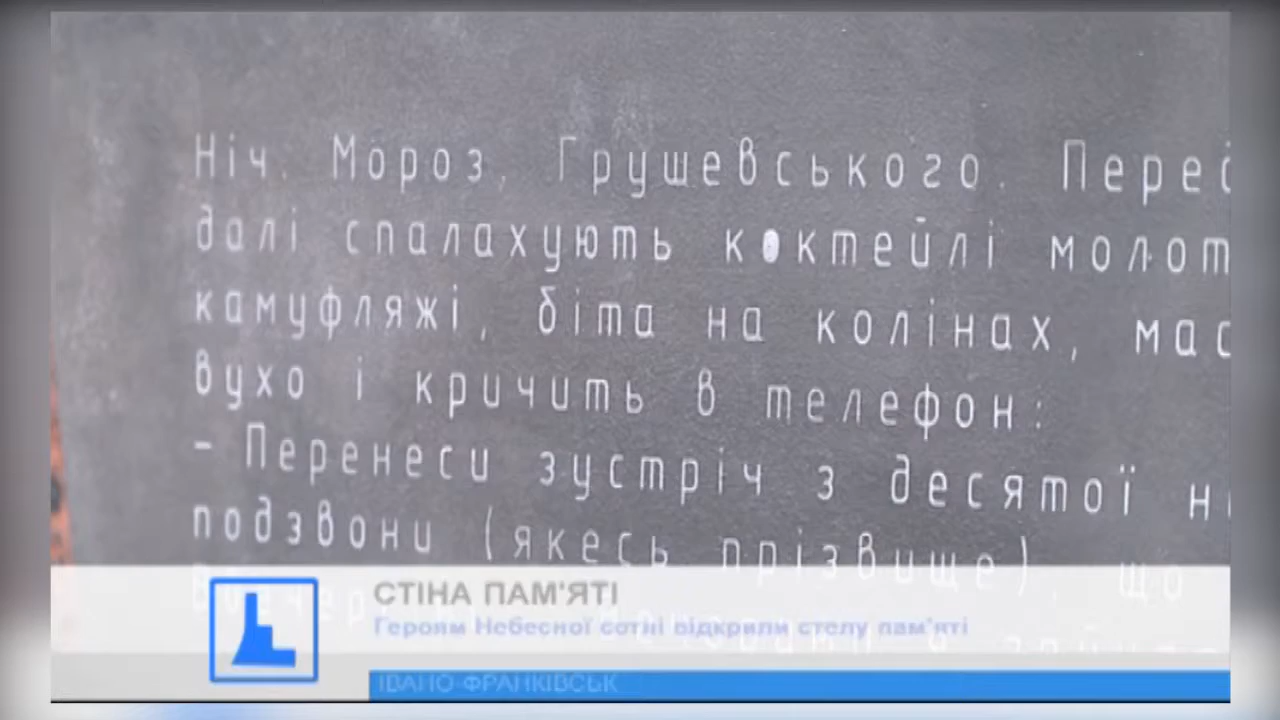 Ніч. Мороз, Грушевського. Перей
далі спалахують коктейлі молот
камуфляжі, біта на колінах, мас
вухо і кричить в телефон:
- Перенеси зустріч з десятої н
подзвони (якесь прізвище), що
СТІНА ПАМ'ЯТІ
Героям Небесної сотні відкрили стелу пам'яті
ІВАНО-ФРАНКІВСЬК